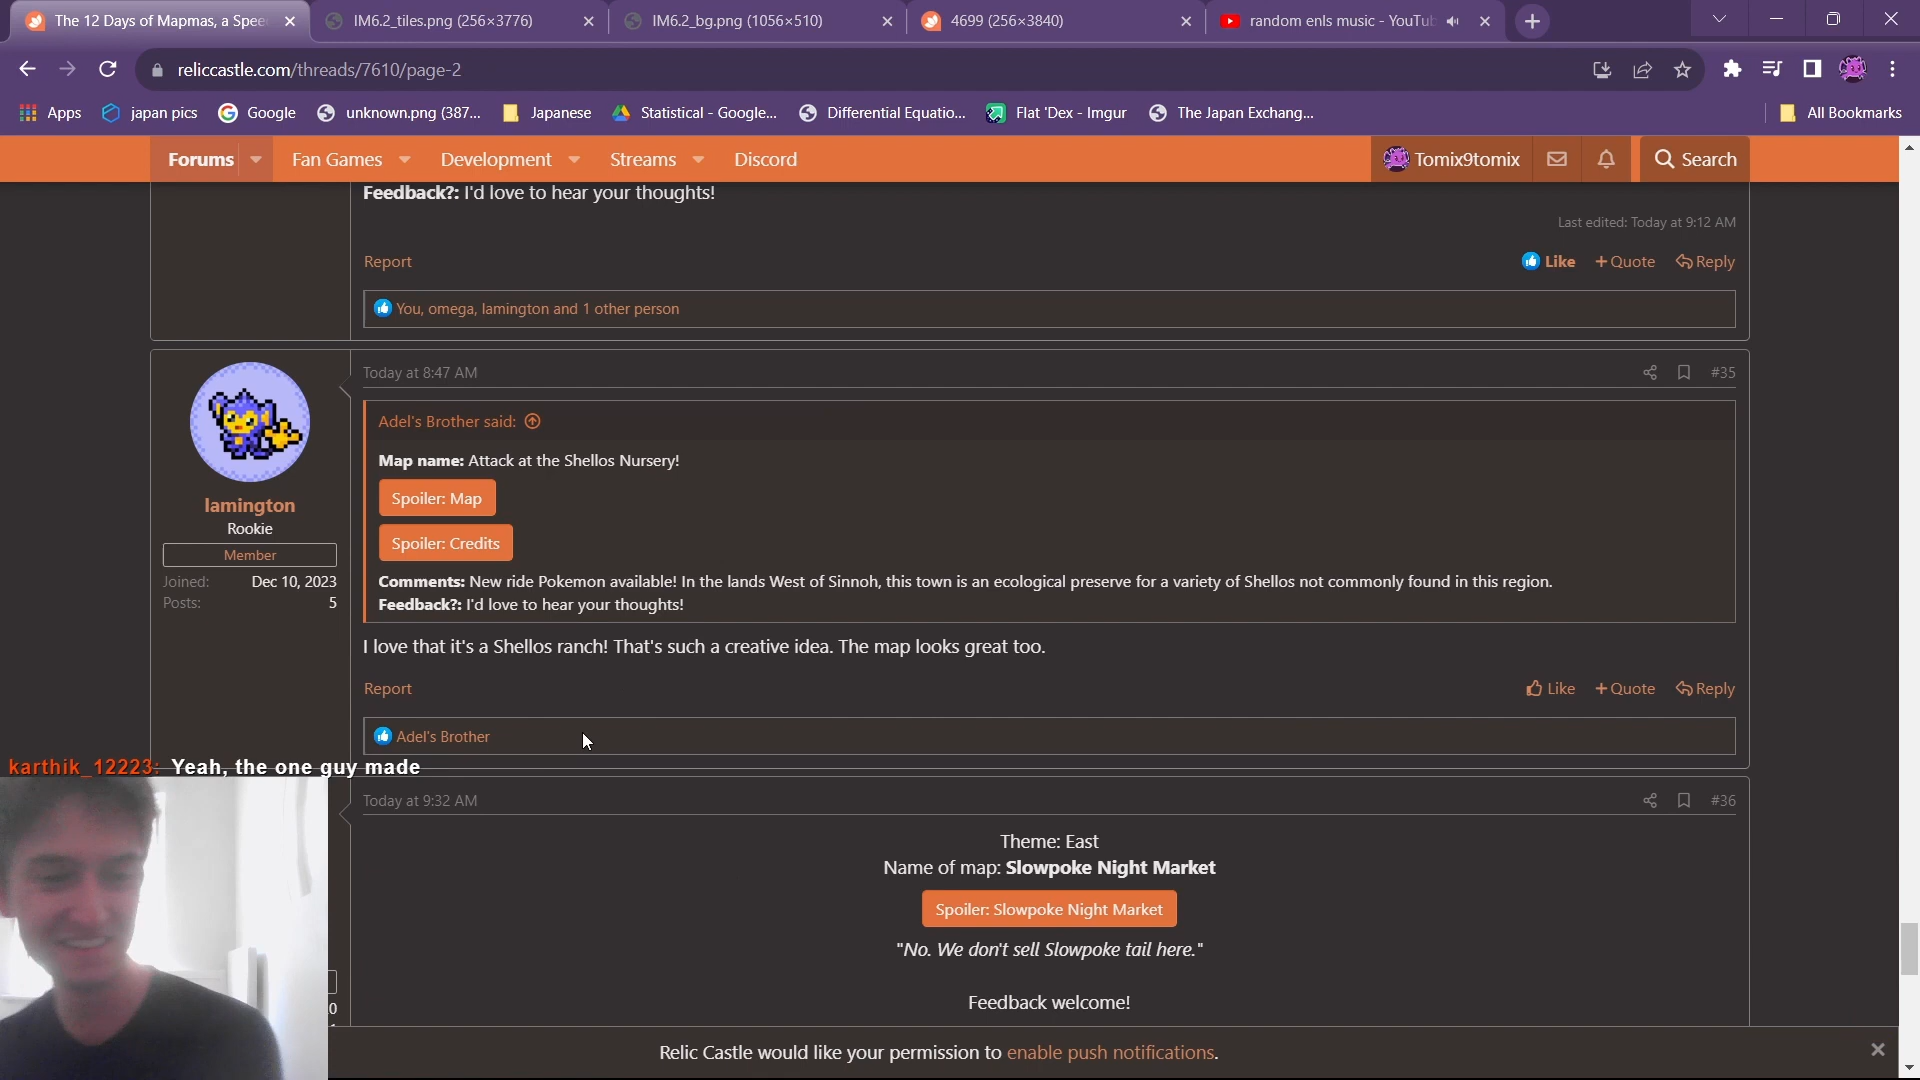 The 12 Days of Mapmas, a Spee
IM6.2_tiles.png (256×3776)
IM6.2_bg.png (1056×510)
4699 (256×3840)
random enls music - YouTub
reliccastle.com/threads/7610/page-2
Apps
japan pics
Google
unknown.png (387...
Japanese
Statistical - Google...
Differential Equatio...
Flat 'Dex - Imgur
The Japan Exchang...
All Bookmarks
Forums
Fan Games
Development
Streams
Discord
Tomix9tomix
Search
Feedback?: I'd love to hear your thoughts!
Last edited: Today at 9:12 AM
Report
Like
+Quote
Reply
You, omega, lamington and 1 other person
lamington
Rookie
Member
Joined: Dec 10, 2023
Posts: 5
Today at 8:47 AM
#35
Adel's Brother said:
Map name: Attack at the Shellos Nursery!
Spoiler: Map
Spoiler: Credits
Comments: New ride Pokemon available! In the lands West of Sinnoh, this town is an ecological preserve for a variety of Shellos not commonly found in this region.
Feedback?: I'd love to hear your thoughts!
I love that it's a Shellos ranch! That's such a creative idea. The map looks great too.
Report
Like
+Quote
Reply
Adel's Brother
karthik_12223: Yeah, the one guy made
Today at 9:32 AM
#36
Theme: East
Name of map: Slowpoke Night Market
Spoiler: Slowpoke Night Market
"No. We don't sell Slowpoke tail here."
Feedback welcome!
Relic Castle would like your permission to enable push notifications.